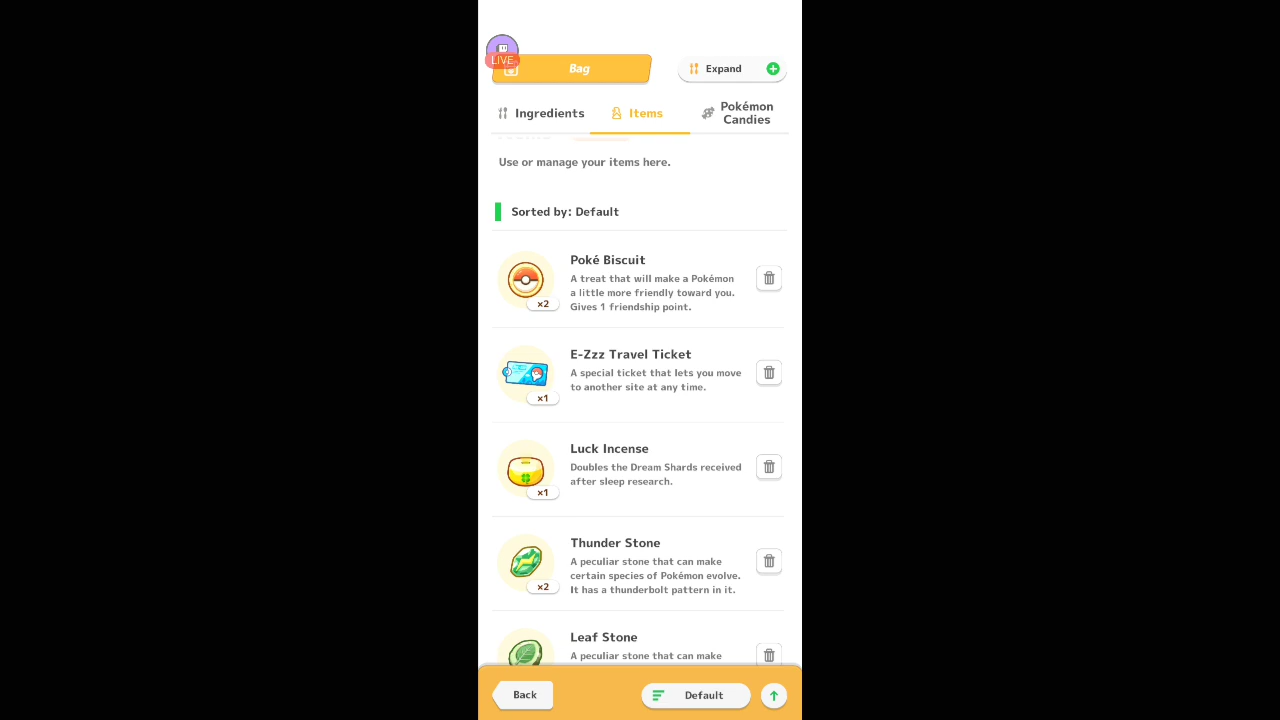 LIVE
Bag
Expand
Ingredients
Items
Pokémon
Candies
Use or manage your items here.
Sorted by: Default
Poké Biscuit
A treat that will make a Pokémon
a little more friendly toward you.
Gives 1 friendship point.
×2
E-Zzz Travel Ticket
A special ticket that lets you move
to another site at any time.
×1
Luck Incense
Doubles the Dream Shards received
after sleep research.
×1
Thunder Stone
A peculiar stone that can make
certain species of Pokémon evolve.
It has a thunderbolt pattern in it.
×2
Leaf Stone
A peculiar stone that can make
Back
Default